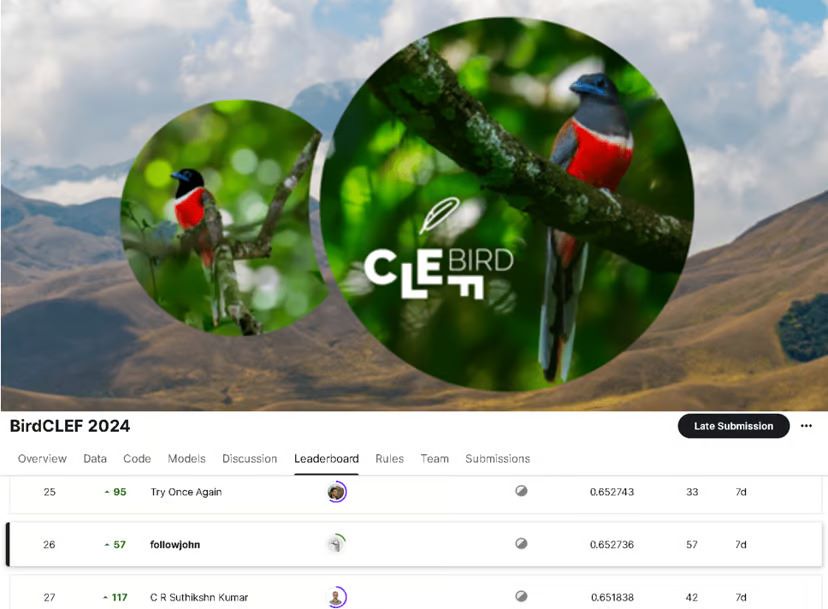 CLEF BIRD
BirdCLEF 2024
Late Submission
Overview Data Code Models Discussion Leaderboard Rules Team Submissions
25 95 Try Once Again 0.652743 33 7d
26 57 followjohn 0.652736 57 7d
27 117 C R Suthikshn Kumar 0.651838 42 7d